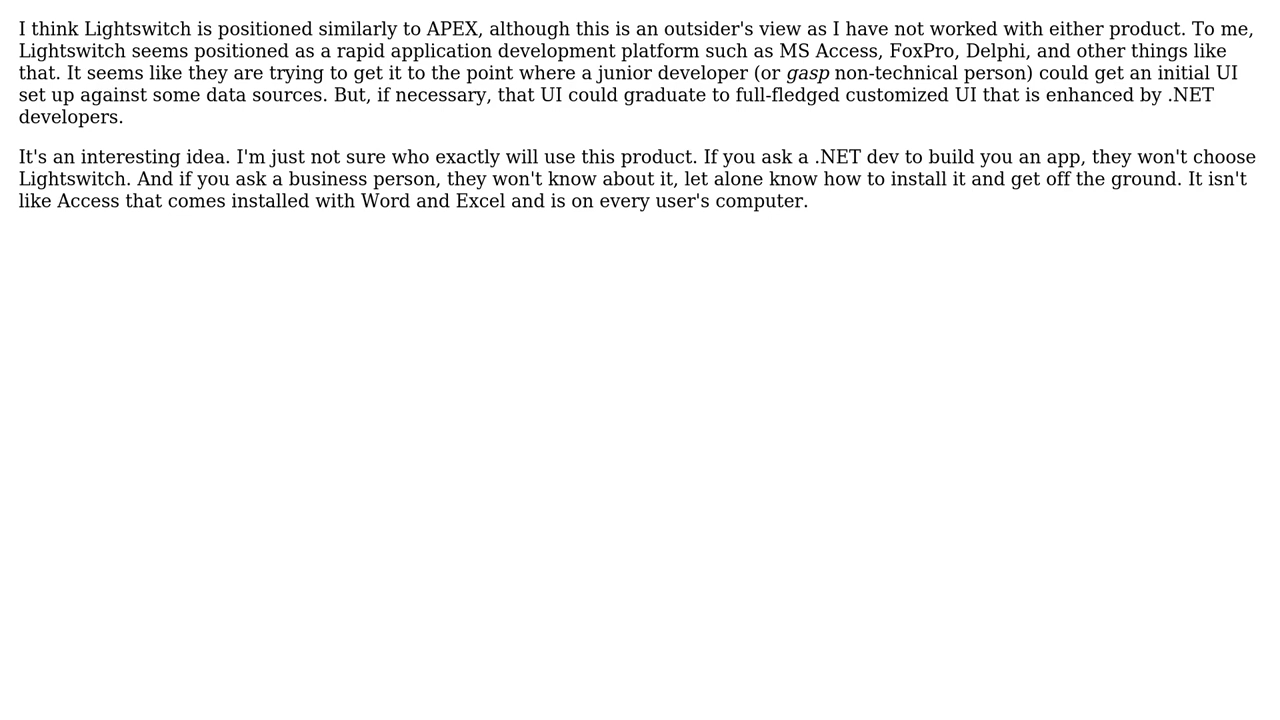 I think Lightswitch is positioned similarly to APEX, although this is an outsider's view as I have not worked with either product. To me,
Lightswitch seems positioned as a rapid application development platform such as MS Access, FoxPro, Delphi, and other things like
that. It seems like they are trying to get it to the point where a junior developer (or gasp non-technical person) could get an initial UI
set up against some data sources. But, if necessary, that UI could graduate to full-fledged customized UI that is enhanced by .NET
developers.
It's an interesting idea. I'm just not sure who exactly will use this product. If you ask a .NET dev to build you an app, they won't choose
Lightswitch. And if you ask a business person, they won't know about it, let alone know how to install it and get off the ground. It isn't
like Access that comes installed with Word and Excel and is on every user's computer.